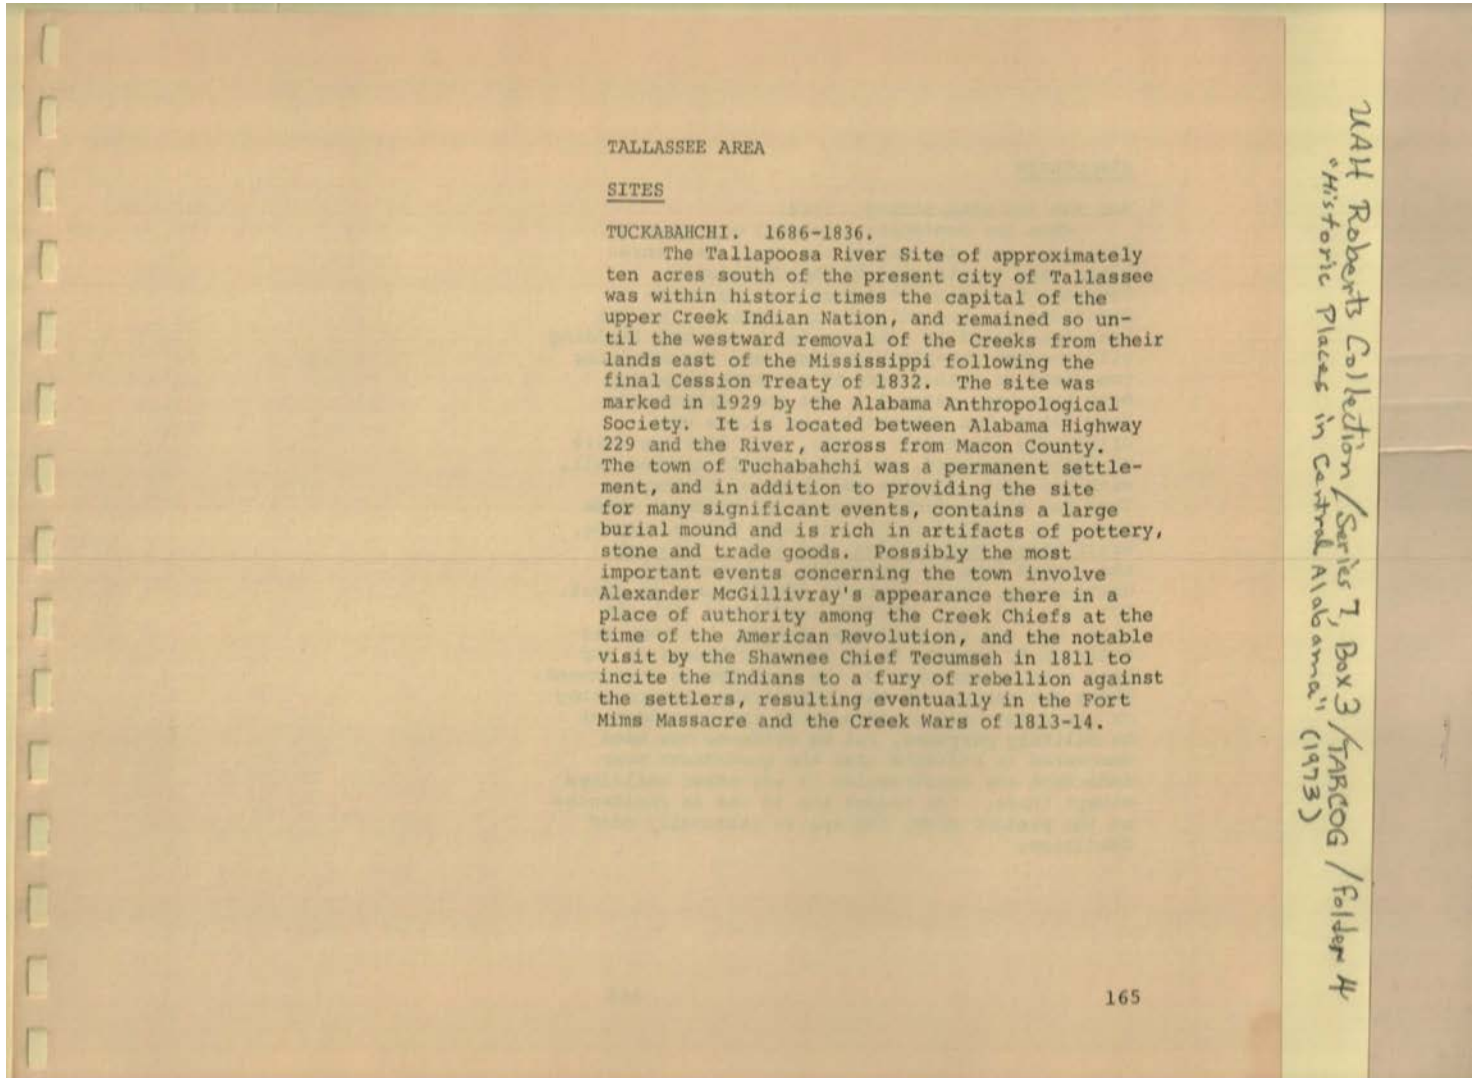 TALLASSEE AREA
SITES
TUCKABAHCHI. 1686-1836.
The Tallapoosa River Site of approximately
ten acres south of the present city of Tallassee
was within historic times the capital of the
upper Creek Indian Nation, and remained so un-
til the westward removal of the Creeks from their
lands east of the Mississippi following the
final Cession Treaty of 1832. The site was
marked in 1929 by the Alabama Anthropological
Society. It is located between Alabama Highway
229 and the River, across from Macon County.
The town of Tuchabahchi was a permanent settle-
ment, and in addition to providing the site
for many significant events, contains a large
burial mound and is rich in artifacts of pottery,
stone and trade goods. Possibly the most
important events concerning the town involve
Alexander McGillivray's appearance there in a
place of authority among the Creek Chiefs at the
time of the American Revolution, and the notable
visit by the Shawnee Chief Tecumseh in 1811 to
incite the Indians to a fury of rebellion against
the settlers, resulting eventually in the Fort
Mims Massacre and the Creek Wars of 1813-14.
165
UAH Roberts Collection/Series 7, Box 3/TARCOG/Folder 4
"Historic Places in Central Alabama" (1973)